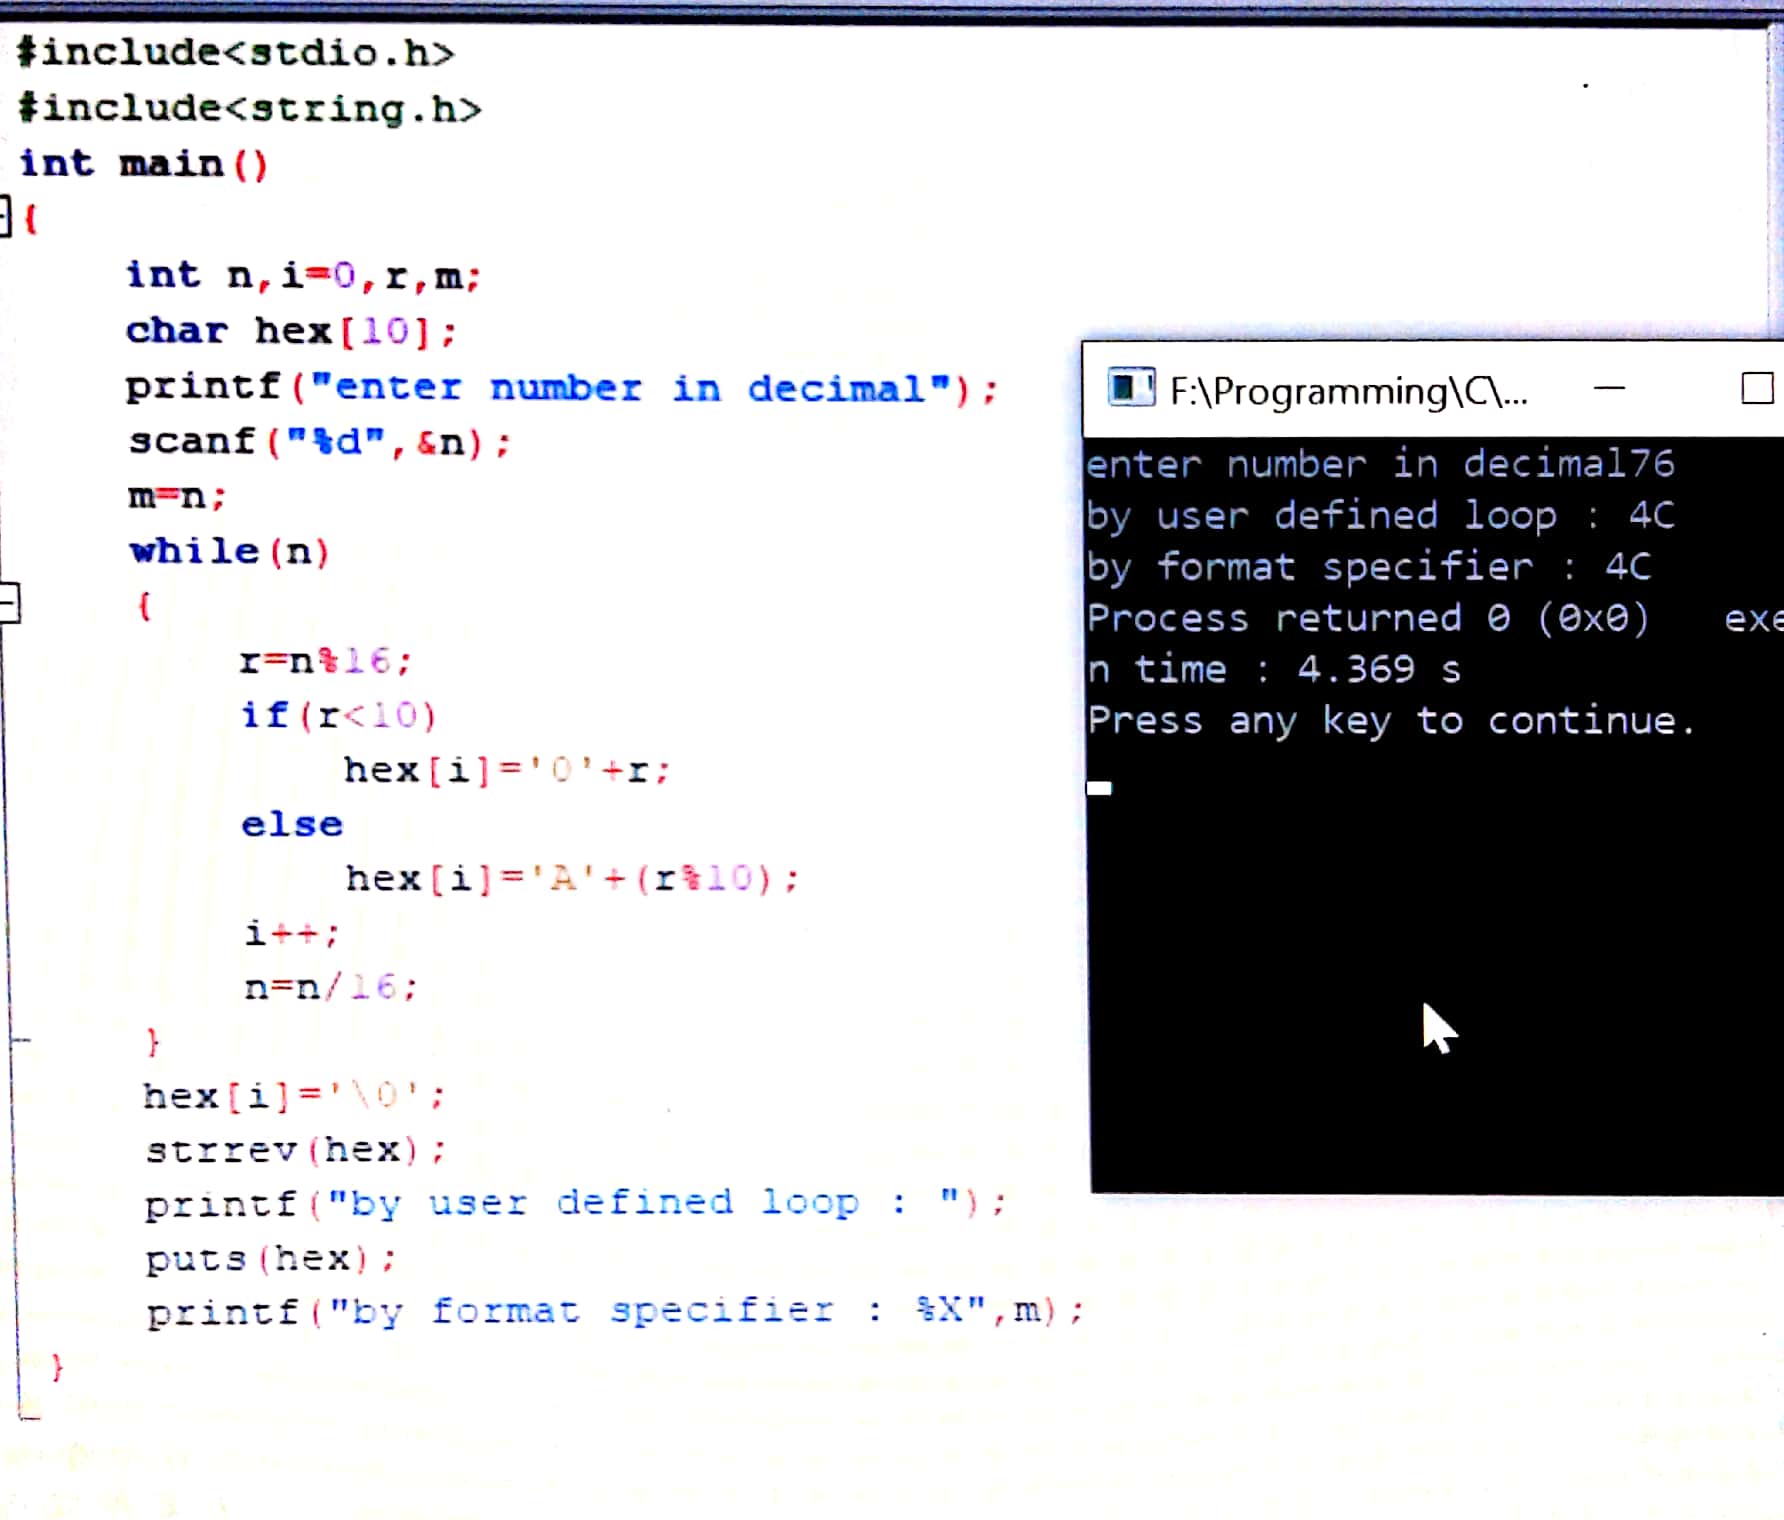 #include<stdio.h>
#include<string.h>
int main()
{
int n,i=0,r,m;
char hex[10];
printf("enter number in decimal");
scanf("%d",&n);
m=n;
while(n)
{
r=n%16;
if(r<10)
hex[i]='0'+r;
else
hex[i]='A'+(r%10);
i++;
n=n/16;
}
hex[i]='\0';
strrev(hex);
printf("by user defined loop : ");
puts(hex);
printf("by format specifier : %X",m);
}
F:\Programming\C\...
enter number in decimal76
by user defined loop : 4C
by format specifier : 4C
Process returned 0 (0x0) exe
n time : 4.369 s
Press any key to continue.